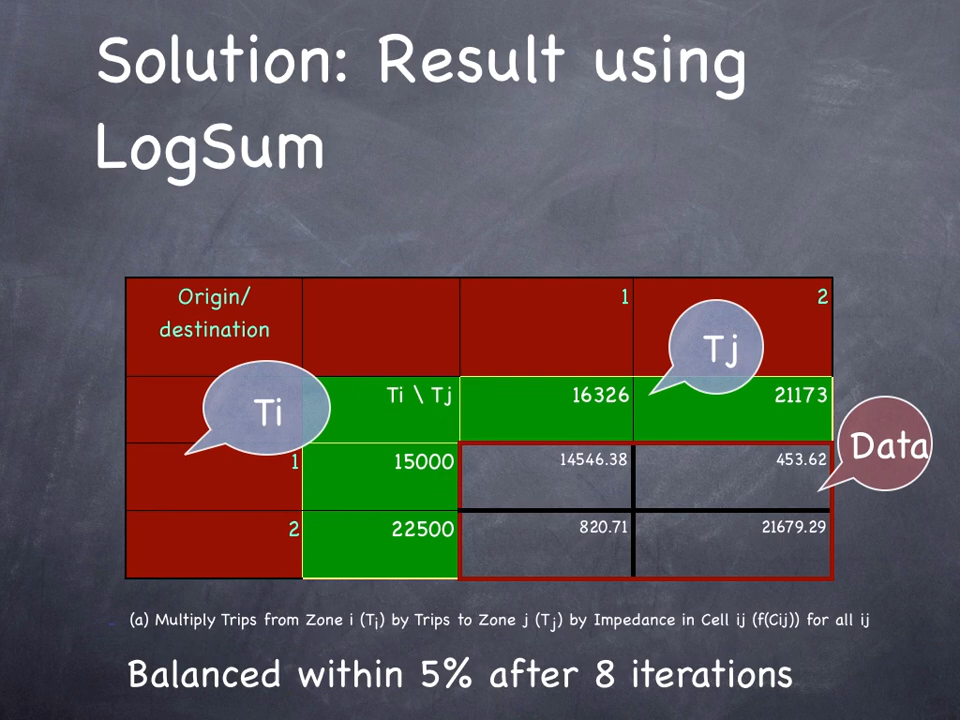 Solution: Result using
LogSum
Origin/
destination
1
2
Tj
Ti
Ti \ Tj
16326
21173
Data
1
15000
14546.38
453.62
2
22500
820.71
21679.29
(a) Multiply Trips from Zone i (Ti) by Trips to Zone j (Tj) by Impedance in Cell ij (f(Cij)) for all ij
Balanced within 5% after 8 iterations